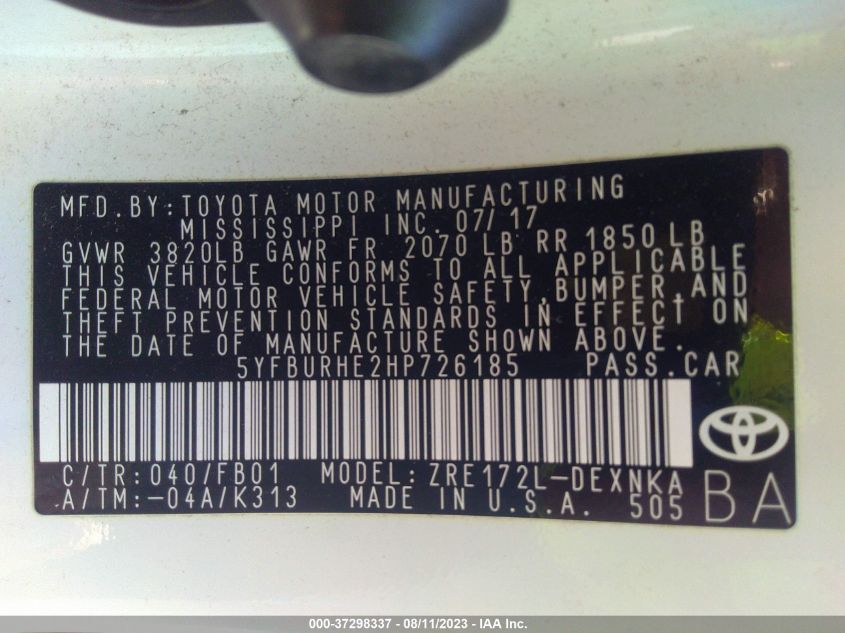 MFD.BY:TOYOTA MOTOR MANUFACTURING
MISSISSIPPI INC. 07/17
GVWR 3820LB GAWR FR 2070 LB RR 1850 LB
THIS VEHICLE CONFORMS TO ALL APPLICABLE
FEDERAL MOTOR VEHICLE SAFETY,BUMPER,AND
THEFT PREVENTION STANDARDS IN EFFECT ON
THE DATE OF MANUFACTURE SHOWN ABOVE.
5YFBURHE2HP726185 PASS.CAR
C/TR:040/FB01 MODEL:ZRE172L-DEXNKA
A/TM:-04A/K313 MADE IN U.S.A. 505 BA
000-37298337 - 08/11/2023 - IAA Inc.